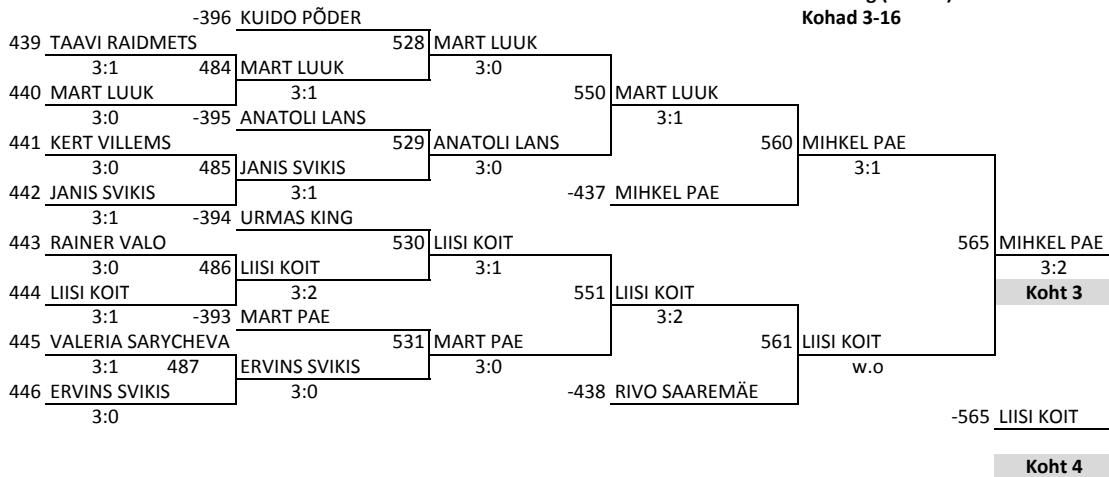 Kohad 3-16
-396 KUIDO PÕDER
439 TAAVI RAIDMETS 528 MART LUUK
3:1 484 MART LUUK 3:0
440 MART LUUK 3:1 550 MART LUUK
3:0 -395 ANATOLI LANS 3:1
441 KERT VILLEMS 529 ANATOLI LANS 560 MIHKEL PAE
3:0 485 JANIS SVIKIS 3:0 3:1
442 JANIS SVIKIS 3:1 -437 MIHKEL PAE
3:1 -394 URMAS KING
443 RAINER VALO 530 LIISI KOIT 565 MIHKEL PAE
3:0 486 LIISI KOIT 3:1 3:2
444 LIISI KOIT 3:2 551 LIISI KOIT Koht 3
3:1 -393 MART PAE 3:2
445 VALERIA SARYCHEVA 531 MART PAE 561 LIISI KOIT
3:1 487 ERVINS SVIKIS 3:0 w.o
446 ERVINS SVIKIS 3:0 -438 RIVO SAAREMÄE
3:0 -565 LIISI KOIT
Koht 4